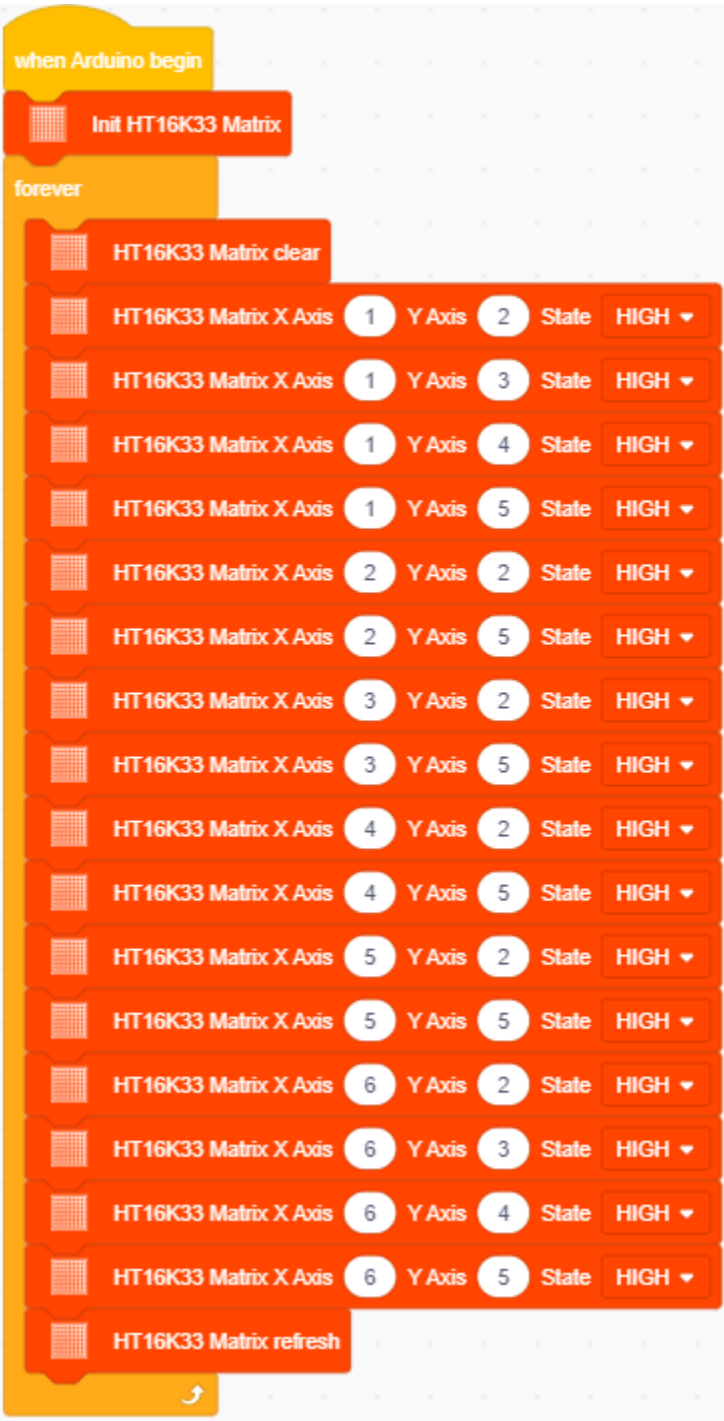 when Arduino begin
Init HT16K33 Matrix
forever
HT16K33 Matrix clear
HT16K33 Matrix X Axis 1 Y Axis 2 State HIGH
HT16K33 Matrix X Axis 1 Y Axis 3 State HIGH
HT16K33 Matrix X Axis 1 Y Axis 4 State HIGH
HT16K33 Matrix X Axis 1 Y Axis 5 State HIGH
HT16K33 Matrix X Axis 2 Y Axis 2 State HIGH
HT16K33 Matrix X Axis 2 Y Axis 5 State HIGH
HT16K33 Matrix X Axis 3 Y Axis 2 State HIGH
HT16K33 Matrix X Axis 3 Y Axis 5 State HIGH
HT16K33 Matrix X Axis 4 Y Axis 2 State HIGH
HT16K33 Matrix X Axis 4 Y Axis 5 State HIGH
HT16K33 Matrix X Axis 5 Y Axis 2 State HIGH
HT16K33 Matrix X Axis 5 Y Axis 5 State HIGH
HT16K33 Matrix X Axis 6 Y Axis 2 State HIGH
HT16K33 Matrix X Axis 6 Y Axis 3 State HIGH
HT16K33 Matrix X Axis 6 Y Axis 4 State HIGH
HT16K33 Matrix X Axis 6 Y Axis 5 State HIGH
HT16K33 Matrix refresh